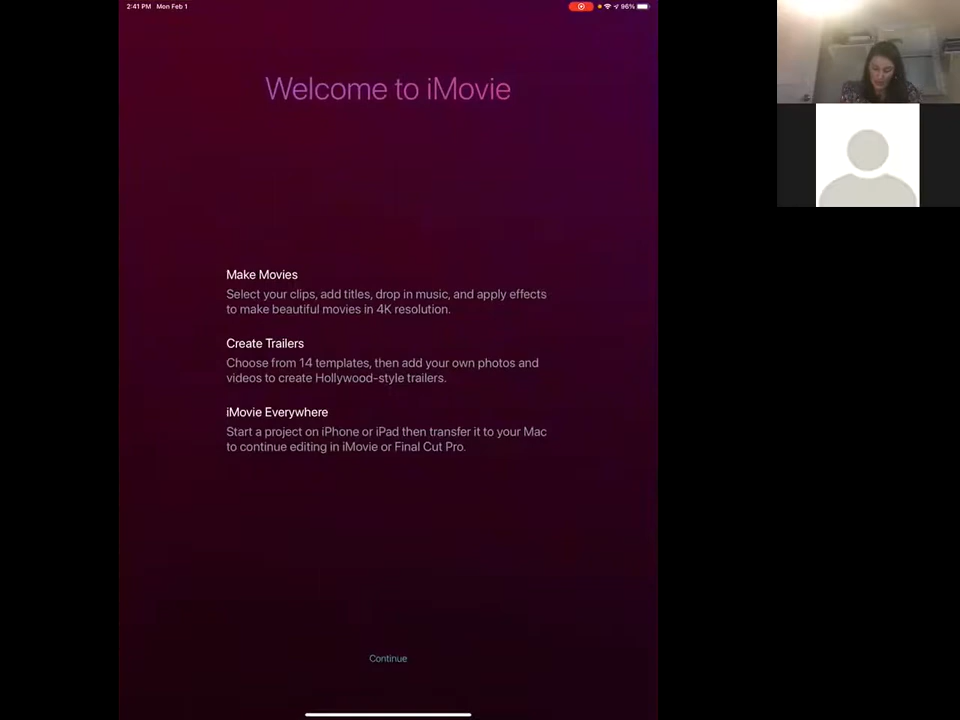 2:41 PM Mon Feb 1
96%
Welcome to iMovie
Make Movies
Select your clips, add titles, drop in music, and apply effects
to make beautiful movies in 4K resolution.
Create Trailers
Choose from 14 templates, then add your own photos and
videos to create Hollywood-style trailers.
iMovie Everywhere
Start a project on iPhone or iPad then transfer it to your Mac
to continue editing in iMovie or Final Cut Pro.
Continue